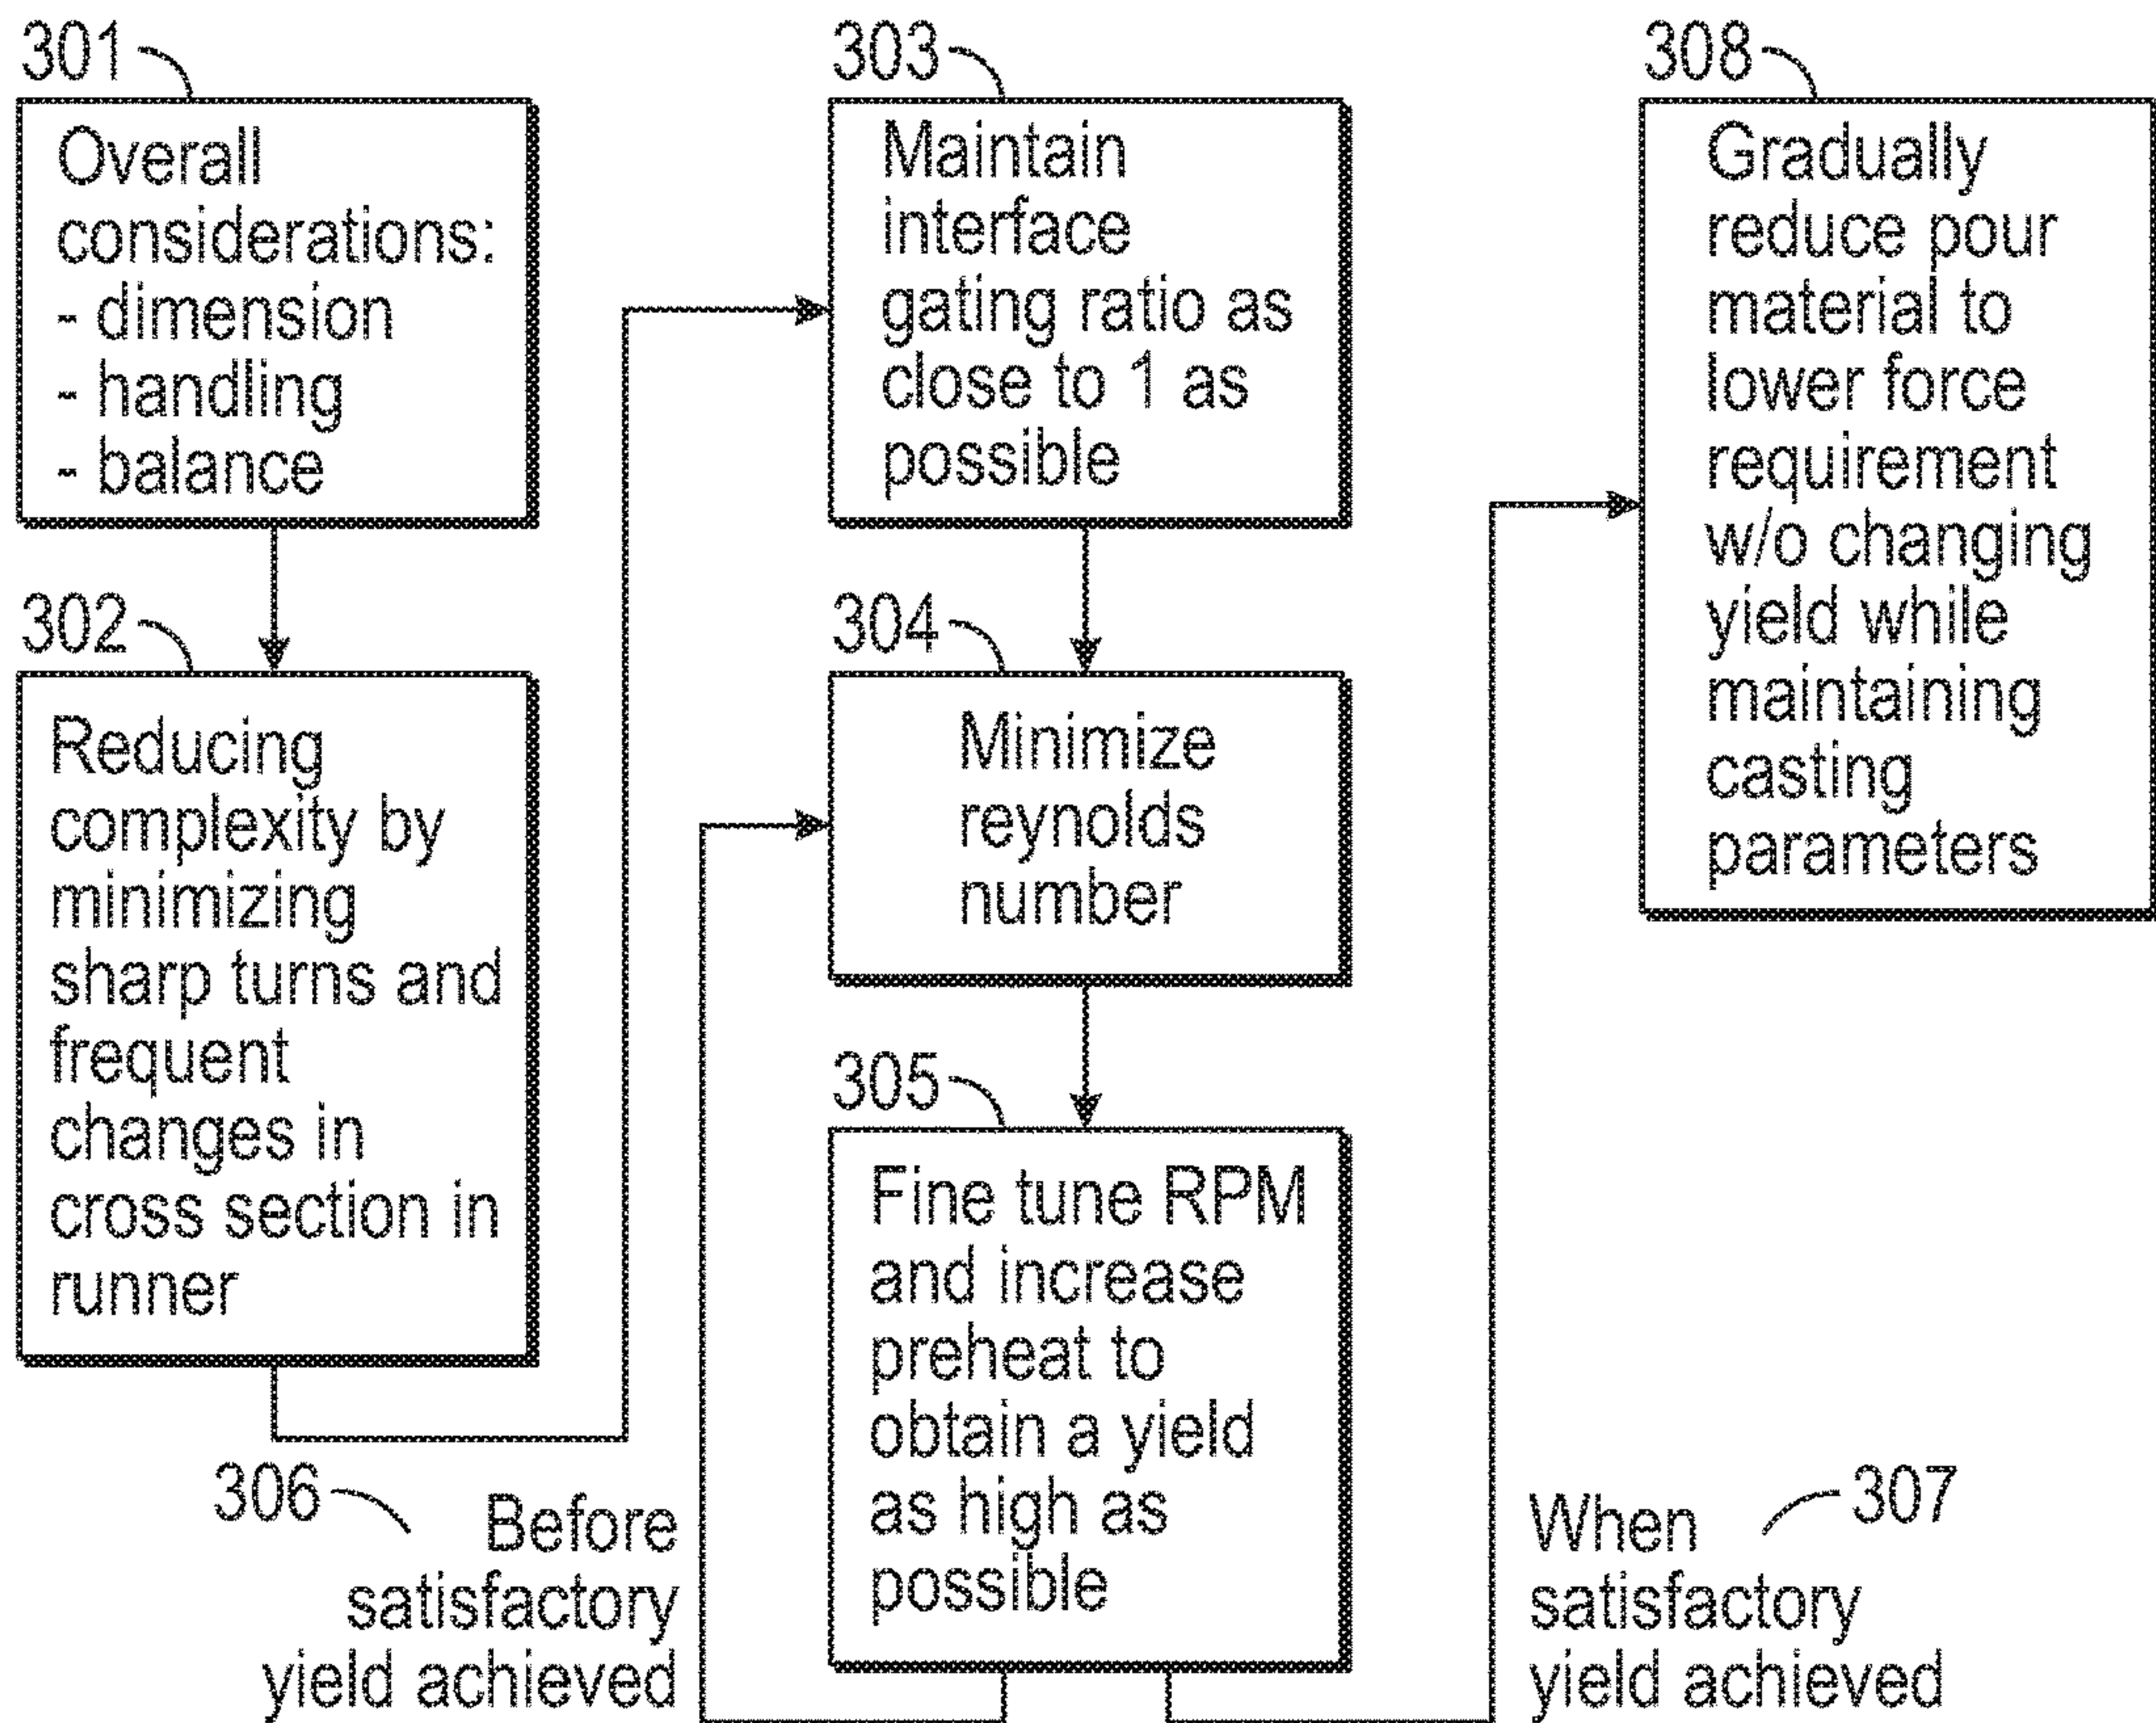 301
Overall
considerations:
- dimension
- handling
- balance
302
Reducing
complexity by
minimizing
sharp turns and
frequent
changes in
cross section in
runner
303
Maintain
interface
gating ratio as
close to 1 as
possible
304
Minimize
reynolds
number
305
Fine tune RPM
and increase
preheat to
obtain a yield
as high as
possible
306
Before
satisfactory
yield achieved
307
When
satisfactory
yield achieved
308
Gradually
reduce pour
material to
lower force
requirement
w/o changing
yield while
maintaining
casting
parameters